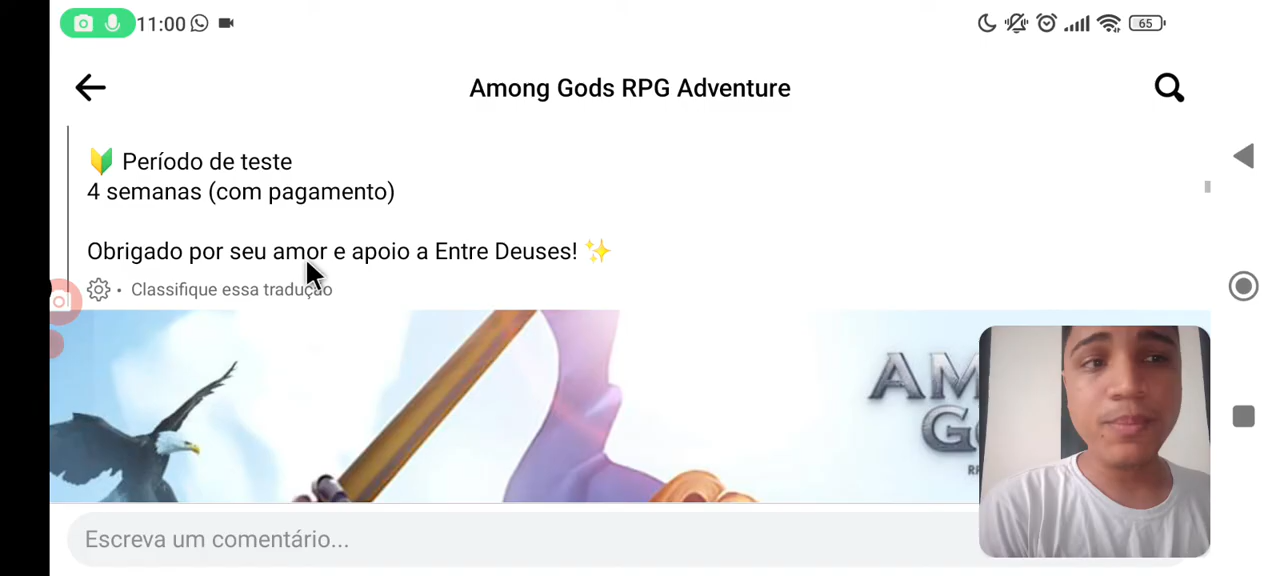 11:00
65
Among Gods RPG Adventure
🔰 Período de teste
4 semanas (com pagamento)
Obrigado por seu amor e apoio a Entre Deuses! ✨
· Classifique essa tradução
Escreva um comentário...